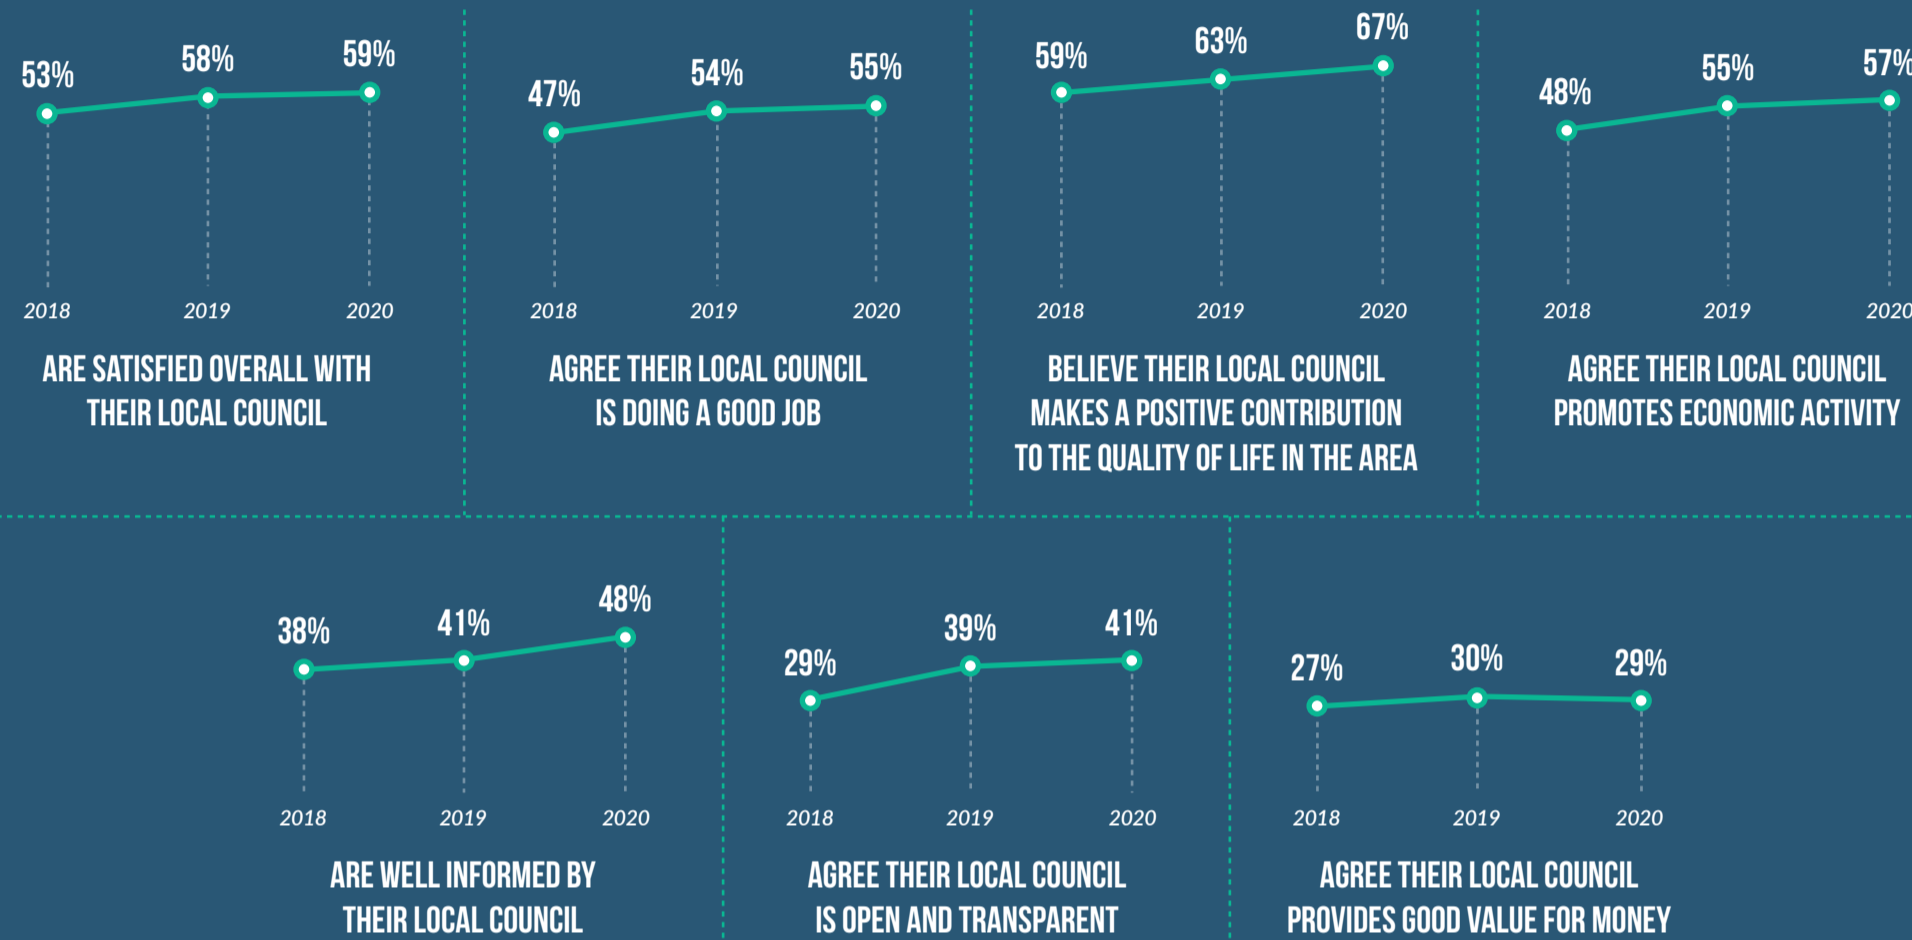 53% 58% 59%
2018 2019 2020
ARE SATISFIED OVERALL WITH
THEIR LOCAL COUNCIL
47% 54% 55%
2018 2019 2020
AGREE THEIR LOCAL COUNCIL
IS DOING A GOOD JOB
59% 63% 67%
2018 2019 2020
BELIEVE THEIR LOCAL COUNCIL
MAKES A POSITIVE CONTRIBUTION
TO THE QUALITY OF LIFE IN THE AREA
48% 55% 57%
2018 2019 2020
AGREE THEIR LOCAL COUNCIL
PROMOTES ECONOMIC ACTIVITY
38% 41% 48%
2018 2019 2020
ARE WELL INFORMED BY
THEIR LOCAL COUNCIL
29% 39% 41%
2018 2019 2020
AGREE THEIR LOCAL COUNCIL
IS OPEN AND TRANSPARENT
27% 30% 29%
2018 2019 2020
AGREE THEIR LOCAL COUNCIL
PROVIDES GOOD VALUE FOR MONEY